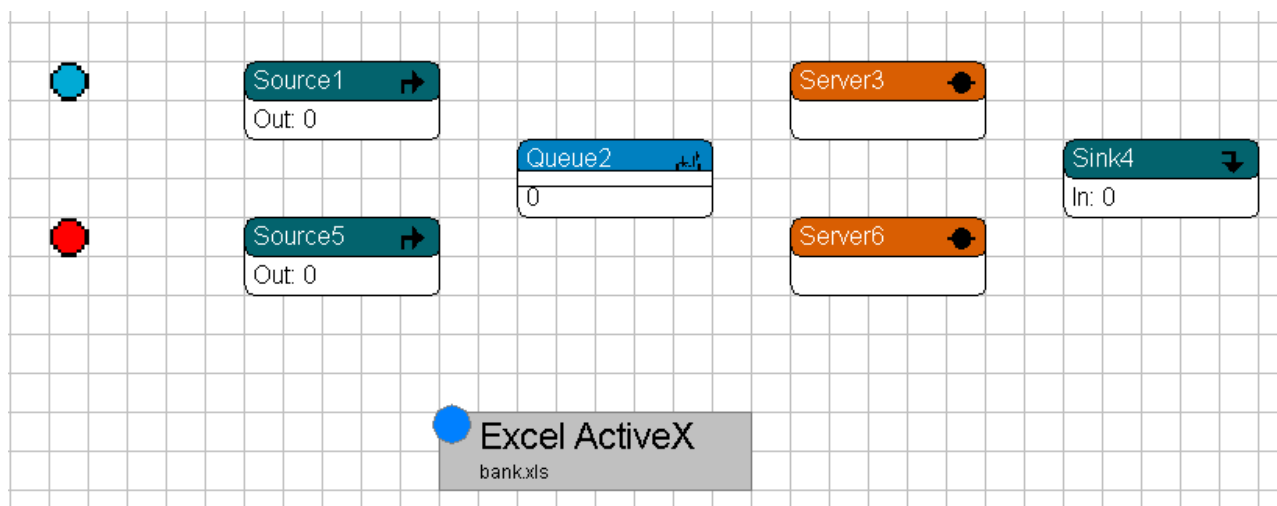 Source1
Out: 0
Server3
Queue2
0
Sink4
In: 0
Source5
Out: 0
Server6
Excel ActiveX
bank.xls